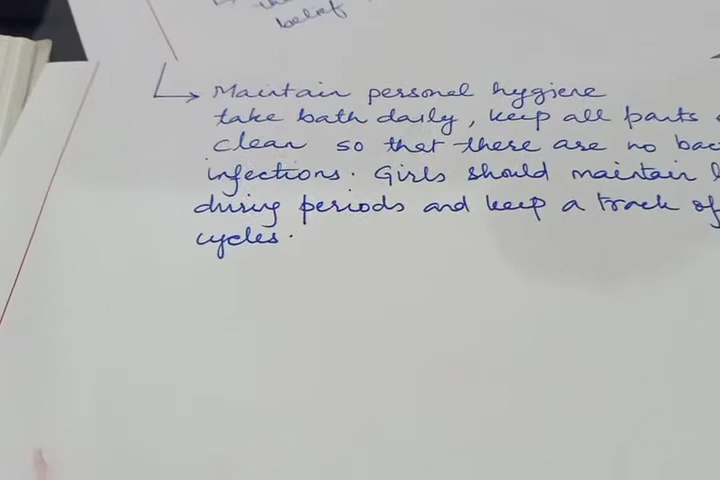 belief
Maintain personal hygiene
take bath daily, keep all parts
clean so that there are no
infections. Girls should maintain
during periods and keep a track of
cycles.